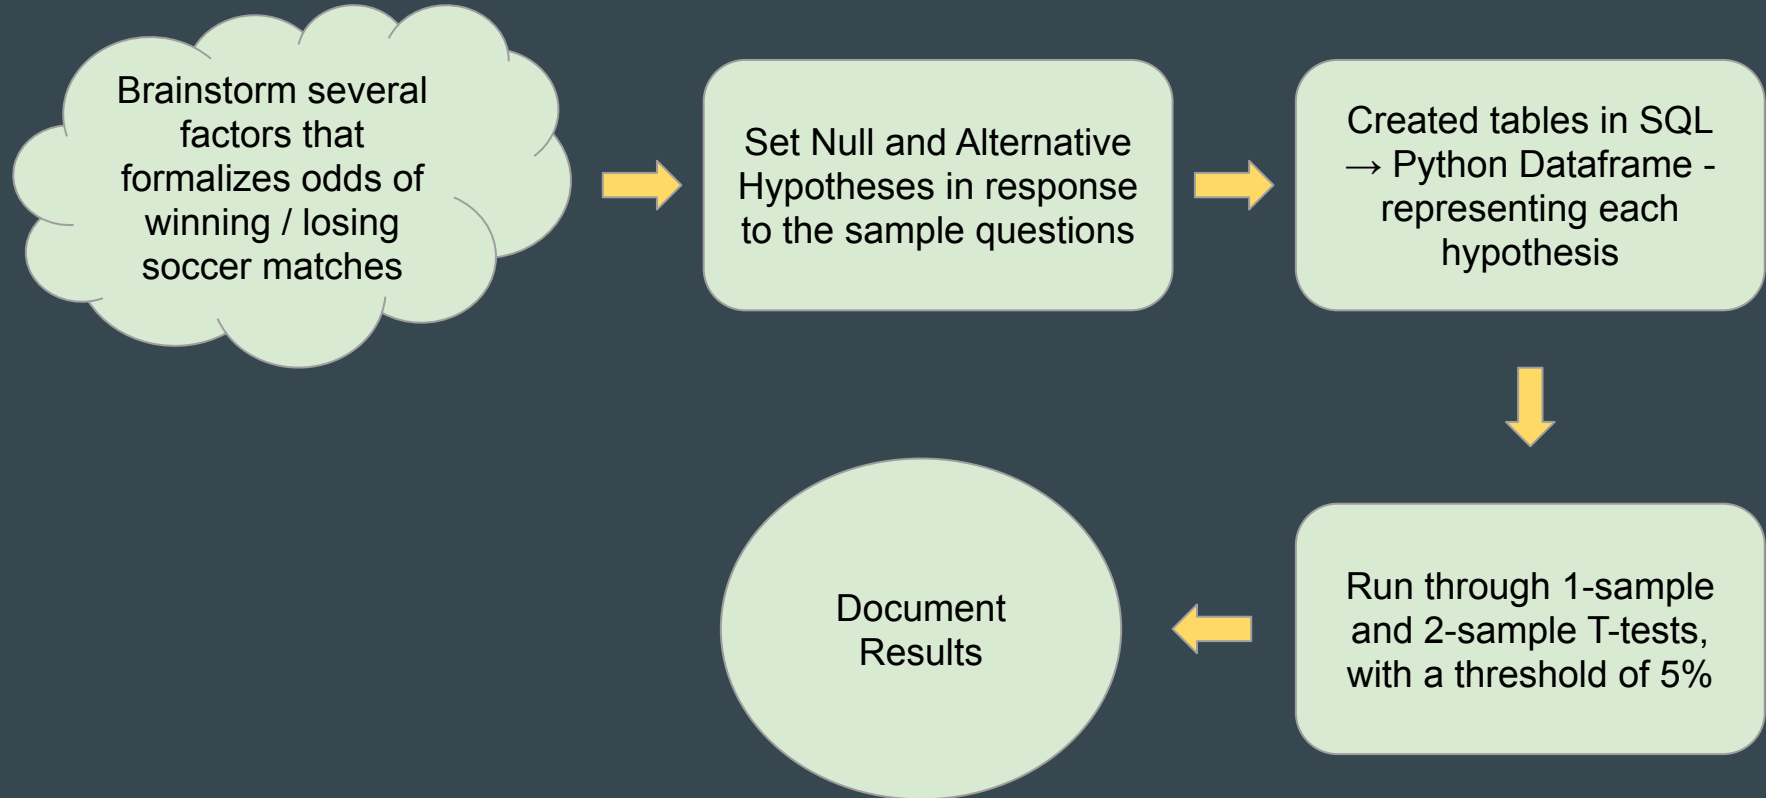 Brainstorm several
factors that
formalizes odds of
winning / losing
soccer matches
Set Null and Alternative
Hypotheses in response
to the sample questions
Created tables in SQL
→ Python Dataframe -
representing each
hypothesis
Run through 1-sample
and 2-sample T-tests,
with a threshold of 5%
Document
Results